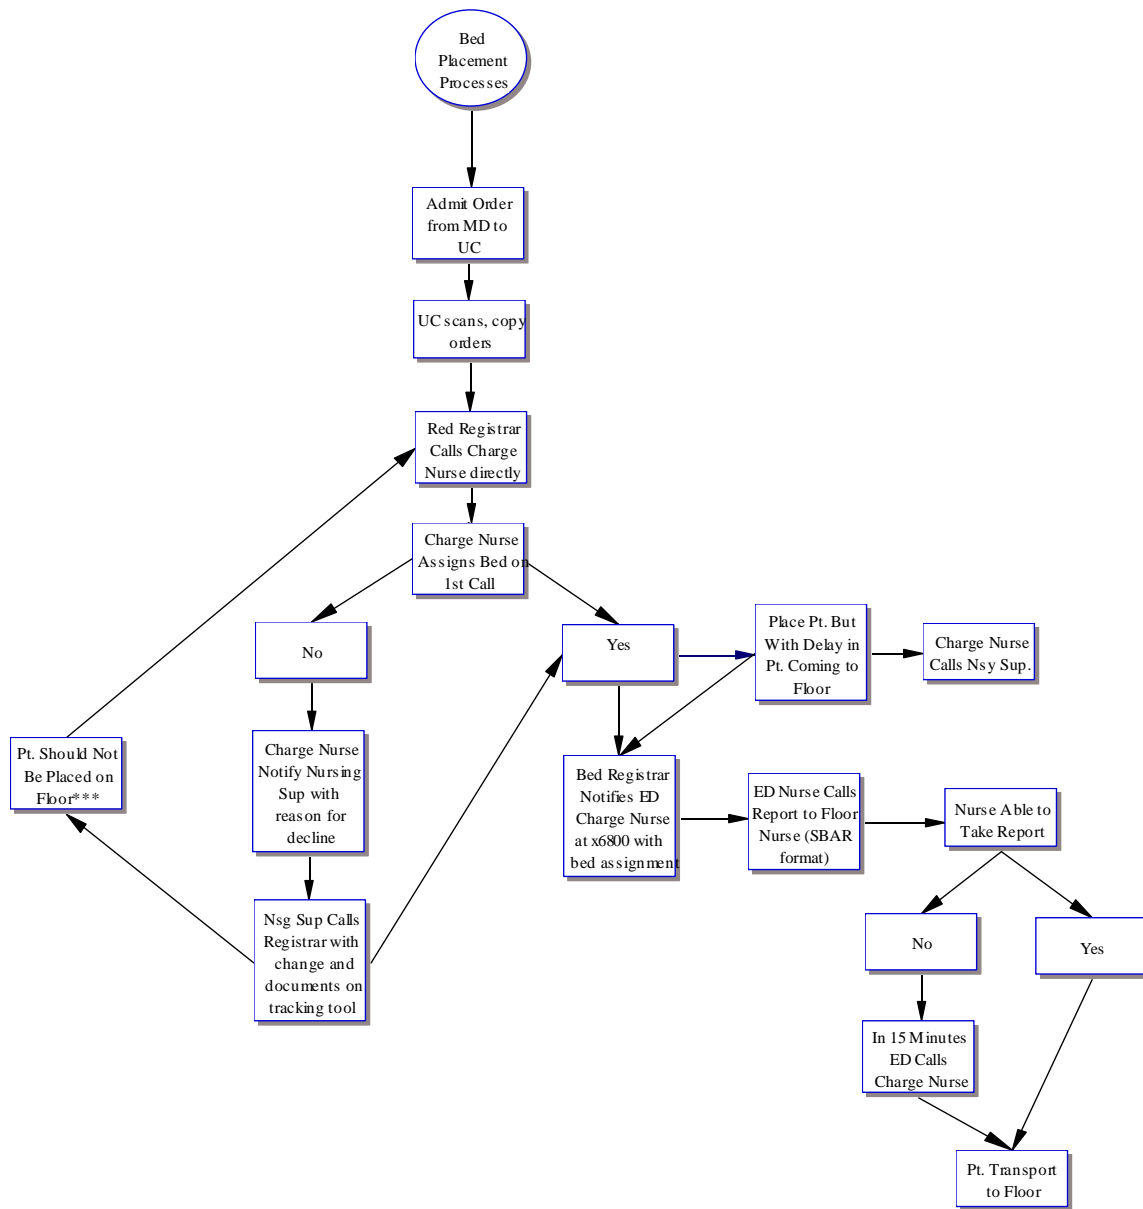 Bed
Placement
Processes
Admit Order
from MD to
UC
UC scans, copy
orders
Red Registrar
Calls Charge
Nurse directly
Charge Nurse
Assigns Bed on
1st Call
No
Yes
Place Pt. But
With Delay in
Pt. Coming to
Floor
Charge Nurse
Calls Nsy Sup.
Pt. Should Not
Be Placed on
Floor***
Charge Nurse
Notify Nursing
Sup with
reason for
decline
Bed Registrar
Notifies ED
Charge Nurse
at x6800 with
bed assignment
ED Nurse Calls
Report to Floor
Nurse (SBAR
format)
Nurse Able to
Take Report
Nsg Sup Calls
Registrar with
change and
documents on
tracking tool
No
Yes
In 15 Minutes
ED Calls
Charge Nurse
Pt. Transport
to Floor